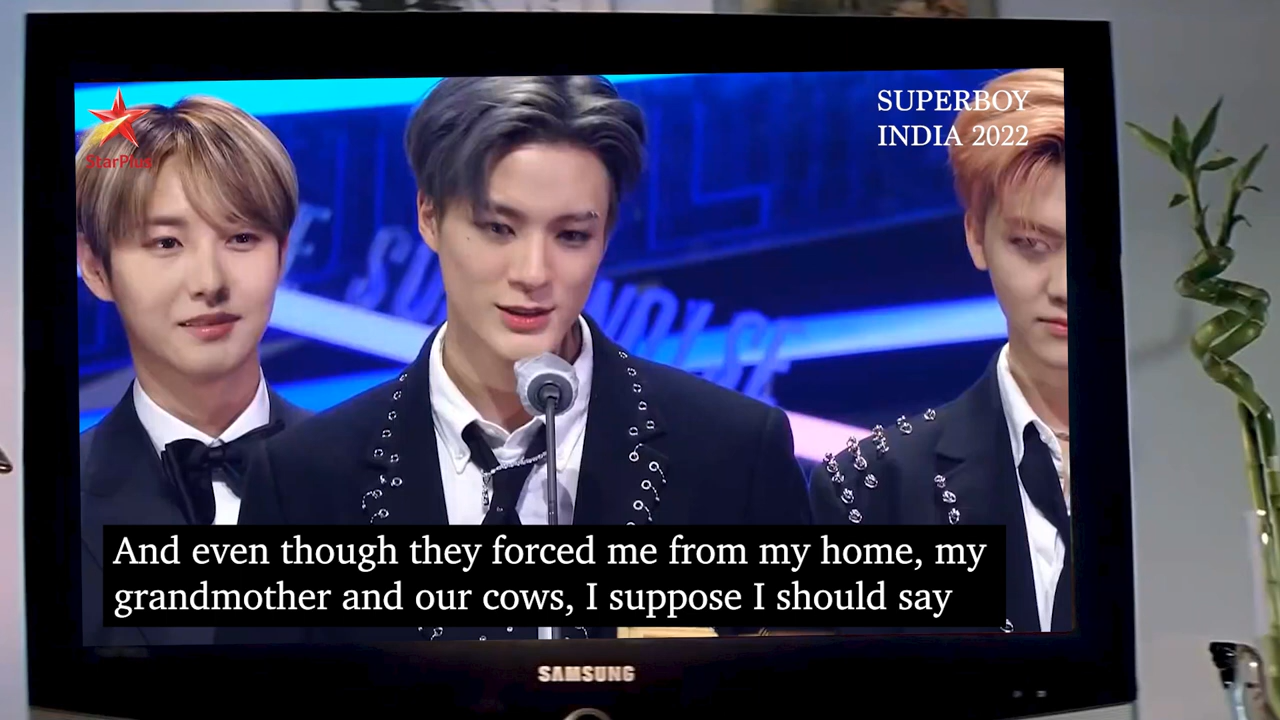 StarPlus
SUPERBOY
INDIA 2022
And even though they forced me from my home, my
grandmother and our cows, I suppose I should say
SAMSUNG